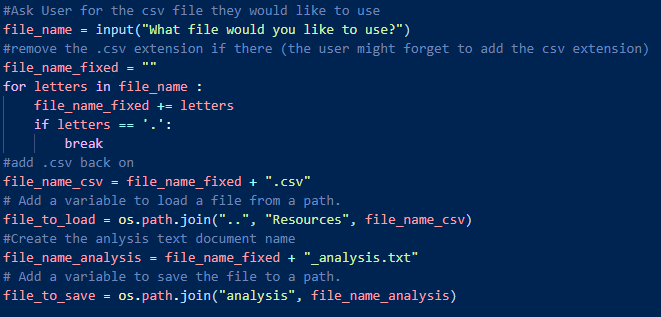 #Ask User for the csv file they would like to use
file_name = input("What file would you like to use?")
#remove the .csv extension if there (the user might forget to add the csv extension)
file_name_fixed = ""
for letters in file_name :
    file_name_fixed += letters
    if letters == '.':
        break
#add .csv back on
file_name_csv = file_name_fixed + ".csv"
# Add a variable to load a file from a path.
file_to_load = os.path.join("..", "Resources", file_name_csv)
#Create the anlysis text document name
file_name_analysis = file_name_fixed + "_analysis.txt"
# Add a variable to save the file to a path.
file_to_save = os.path.join("analysis", file_name_analysis)